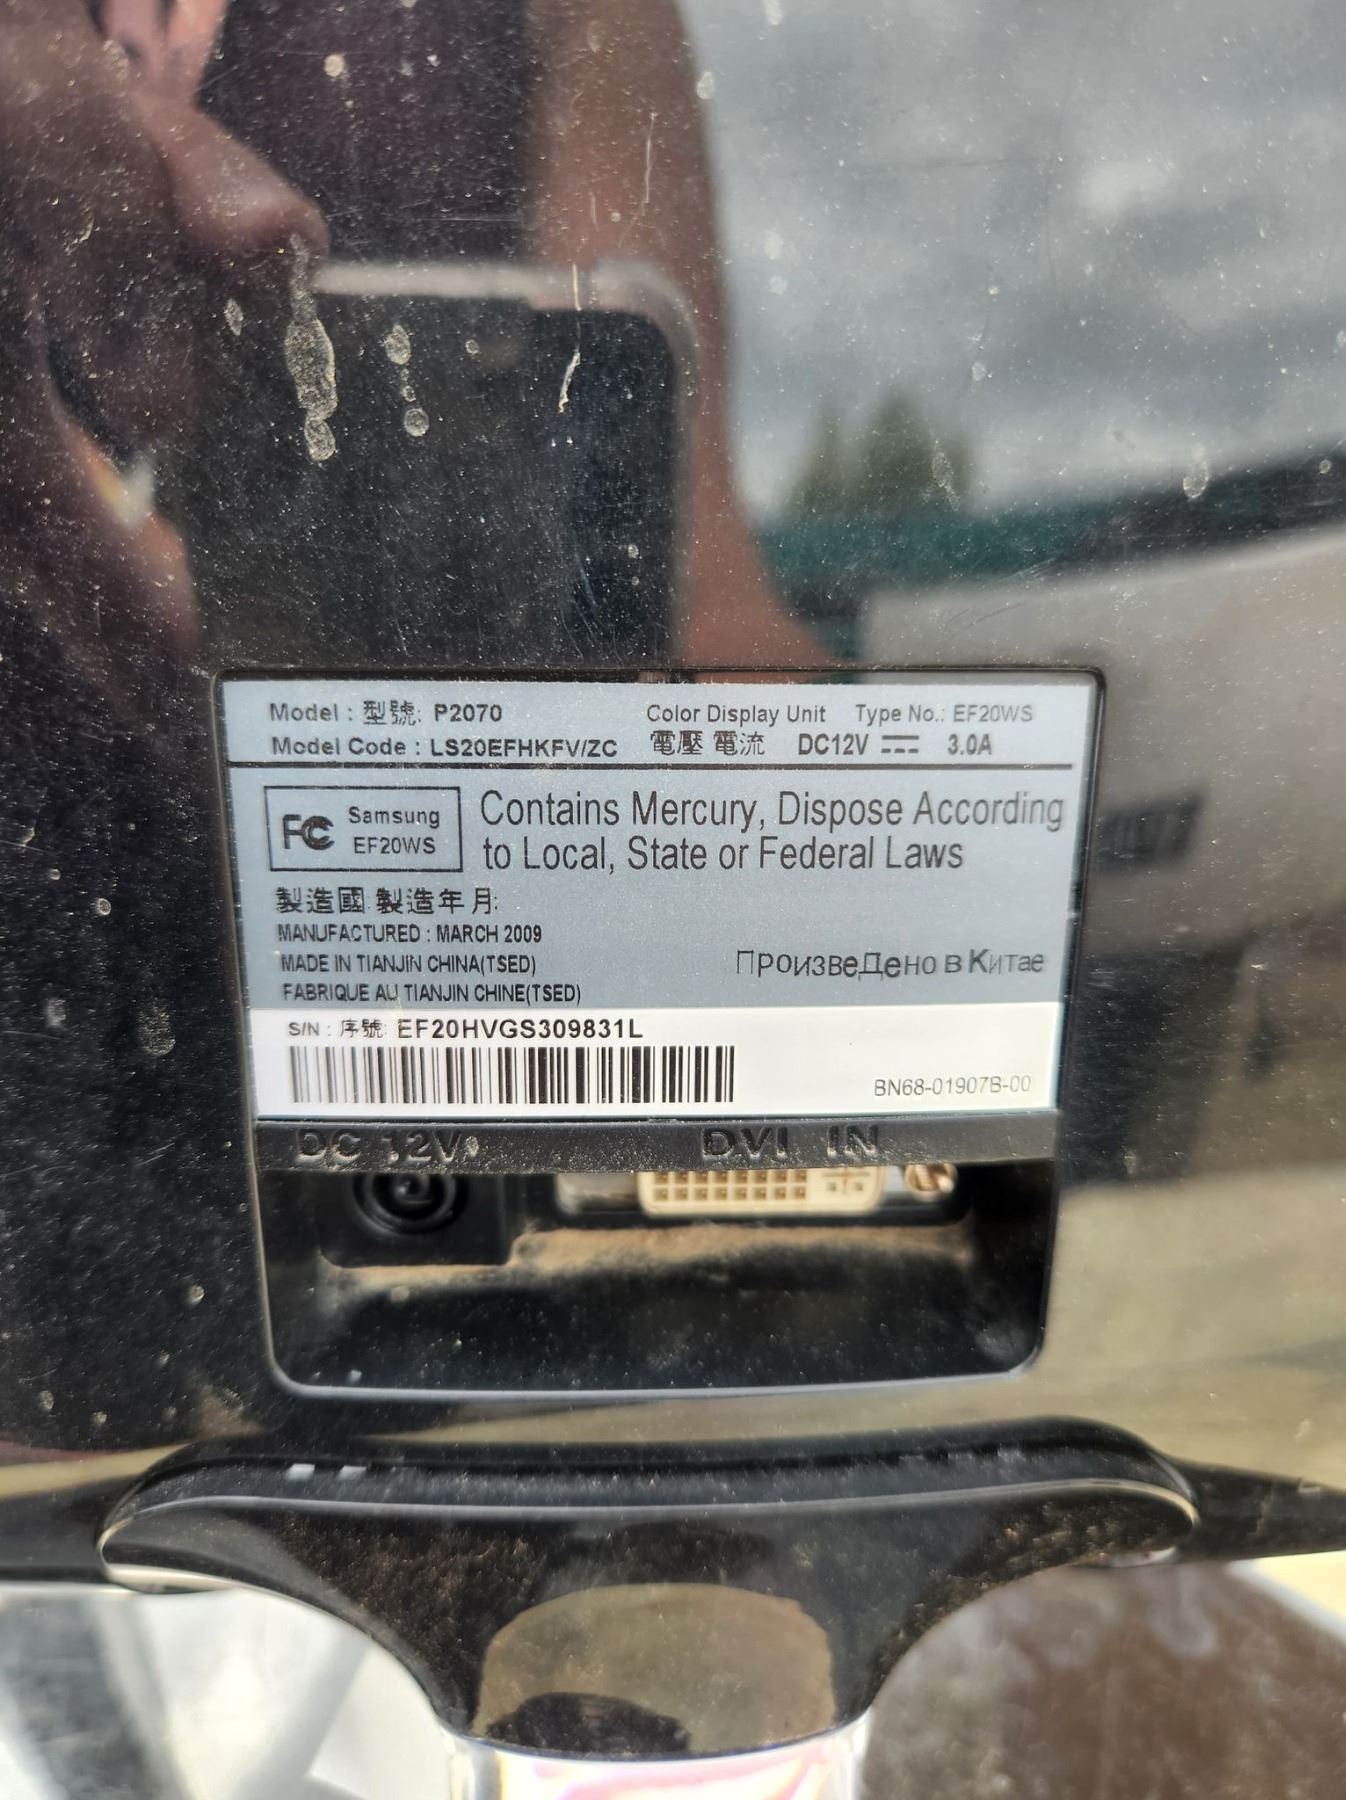 Model : 型號: P2070
Color Display Unit Type No.: EF20WS
Model Code : LS20EFHKFV/ZC
電壓 電流 DC12V 3.0A
FC Samsung
EF20WS
Contains Mercury, Dispose According
to Local, State or Federal Laws
製造國 製造年月:
MANUFACTURED : MARCH 2009
MADE IN TIANJIN CHINA(TSED)
FABRIQUE AU TIANJIN CHINE(TSED)
ПроизвеДено в Китае
S/N : 序號: EF20HVGS309831L
BN68-01907B-00
DC 12V
DVI IN